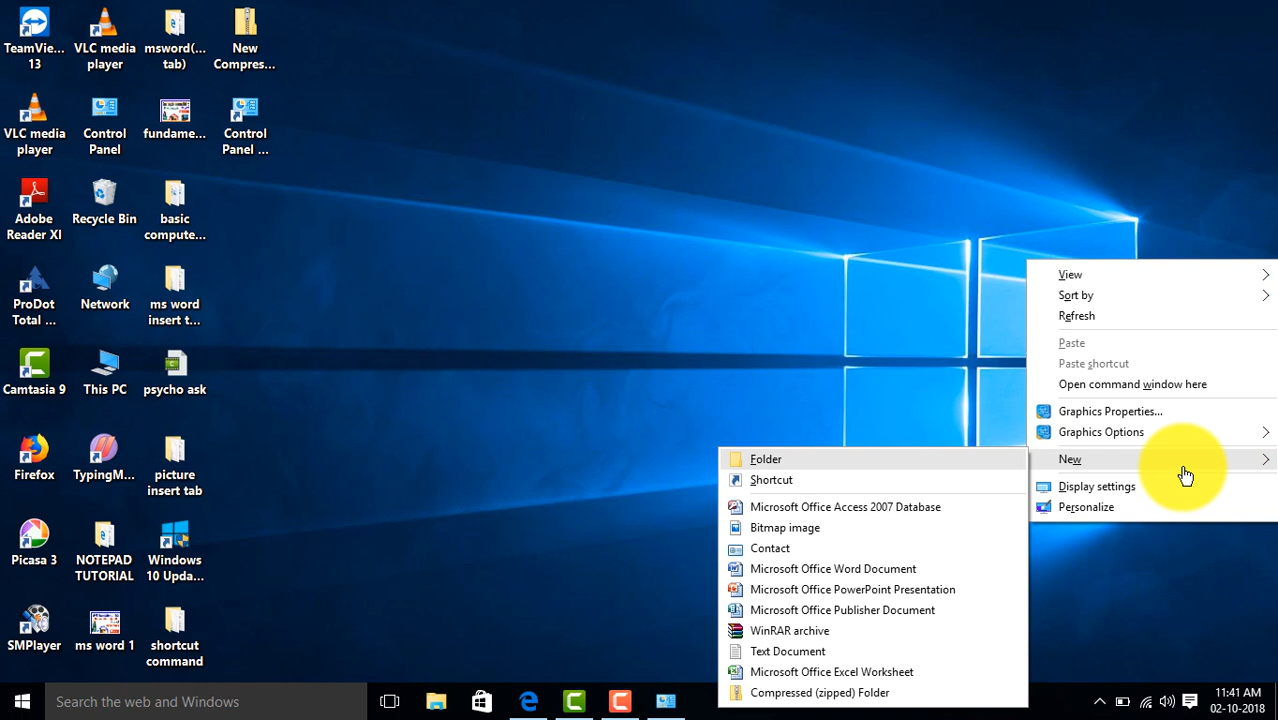 TeamVie...
13
VLC media
player
msword(...
tab)
New
Compres...
VLC media
player
Control
Panel
fundame...
Control
Panel ...
Adobe
Reader XI
Recycle Bin
basic
compute...
ProDot
Total ...
Network
ms word
insert t...
Camtasia 9
This PC
psycho ask
Firefox
TypingM...
picture
insert tab
Picasa 3
NOTEPAD
TUTORIAL
Windows
10 Upda...
SMPlayer
ms word 1
shortcut
command
View
Sort by
Refresh
Paste
Paste shortcut
Open command window here
Graphics Properties...
Graphics Options
New
Display settings
Personalize
Folder
Shortcut
Microsoft Office Access 2007 Database
Bitmap image
Contact
Microsoft Office Word Document
Microsoft Office PowerPoint Presentation
Microsoft Office Publisher Document
WinRAR archive
Text Document
Microsoft Office Excel Worksheet
Compressed (zipped) Folder
Search the web and Windows
11:41 AM
02-10-2018